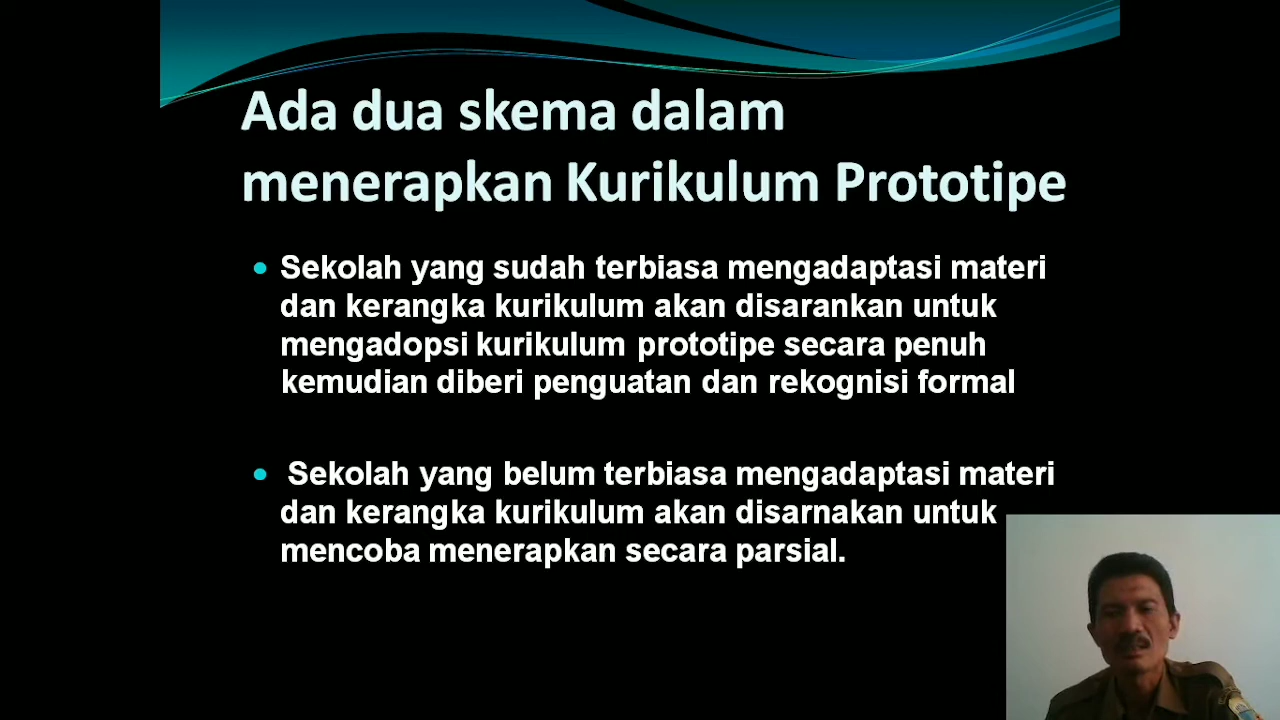 Ada dua skema dalam
menerapkan Kurikulum Prototipe
• Sekolah yang sudah terbiasa mengadaptasi materi
dan kerangka kurikulum akan disarankan untuk
mengadopsi kurikulum prototipe secara penuh
kemudian diberi penguatan dan rekognisi formal
• Sekolah yang belum terbiasa mengadaptasi materi
dan kerangka kurikulum akan disarnakan untuk
mencoba menerapkan secara parsial.